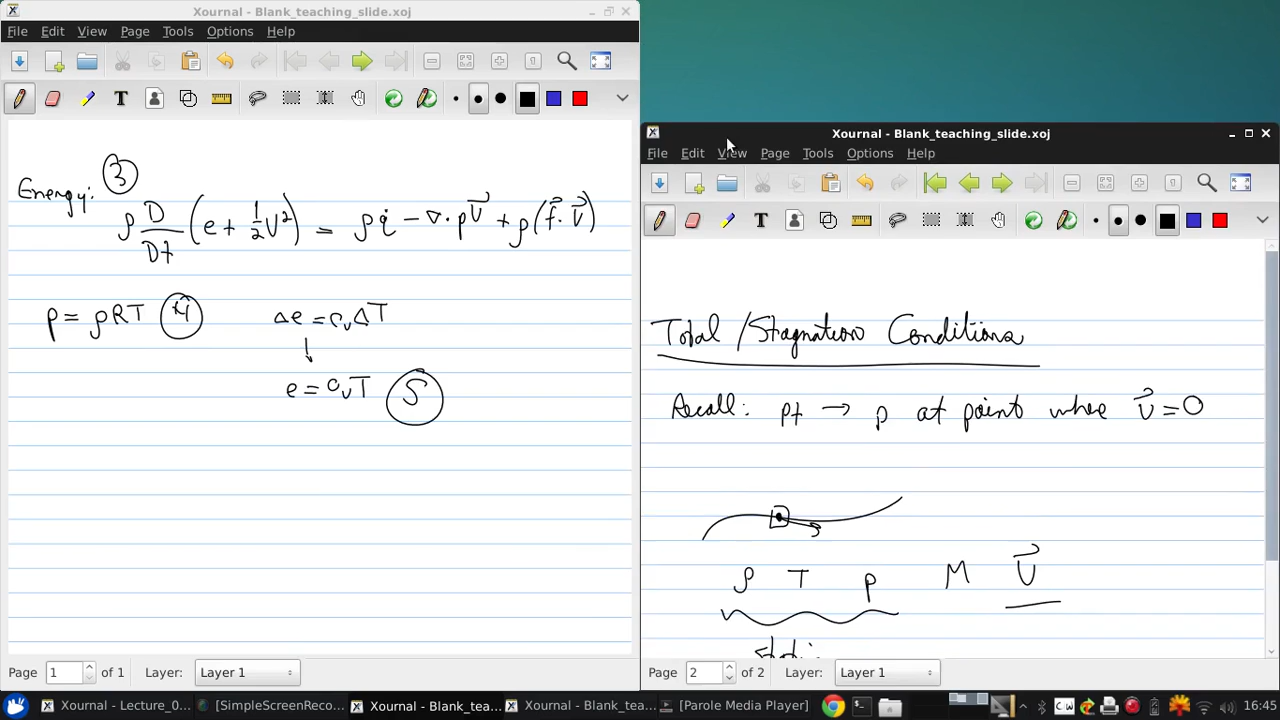 Xournal - Blank_teaching_slide.xoj
File Edit View Page Tools Options Help
Energy: ③
ρ D/Dt (e + 1/2 V²) = ρq̇ − ∇·pV⃗ + ρ(f⃗·V⃗)
p = ρRT ④ Δe = cᵥΔT
↓
e = cᵥT ⑤
Page 1 of 1 Layer: Layer 1
Xournal - Blank_teaching_slide.xoj
File Edit View Page Tools Options Help
Total / Stagnation Conditions
Recall: pt → p at point where V⃗ = 0
ρ T p M V⃗
Page 2 of 2 Layer: Layer 1
Xournal - Lecture_0... [SimpleScreenReco... Xournal - Blank_tea... Xournal - Blank_tea... [Parole Media Player] CW 16:45